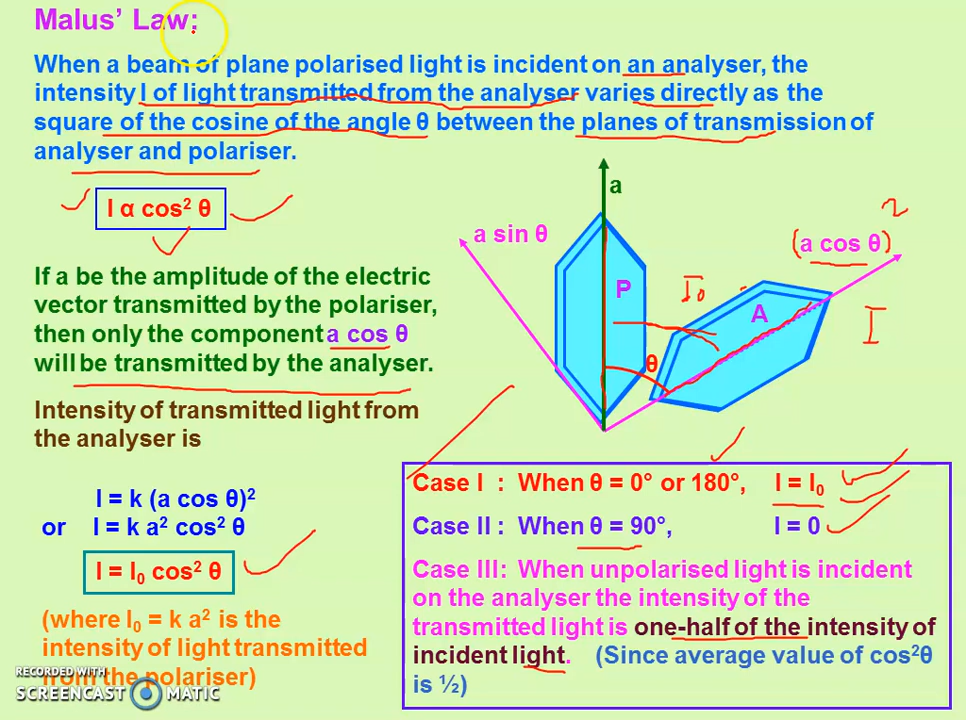 Malus’ Law:
When a beam of plane polarised light is incident on an analyser, the
intensity I of light transmitted from the analyser varies directly as the
square of the cosine of the angle θ between the planes of transmission of
analyser and polariser.
I α cos² θ
If a be the amplitude of the electric
vector transmitted by the polariser,
then only the component a cos θ
will be transmitted by the analyser.
Intensity of transmitted light from
the analyser is
I = k (a cos θ)²
or I = k a² cos² θ
I = I₀ cos² θ
(where I₀ = k a² is the
intensity of light transmitted
from the polariser)
a
a sin θ
P
I₀
(a cos θ)²
A
I
θ
Case I : When θ = 0° or 180°, I = I₀
Case II : When θ = 90°, I = 0
Case III: When unpolarised light is incident
on the analyser the intensity of the
transmitted light is one-half of the intensity of
incident light. (Since average value of cos²θ
is ½)
RECORDED WITH
SCREENCAST MATIC